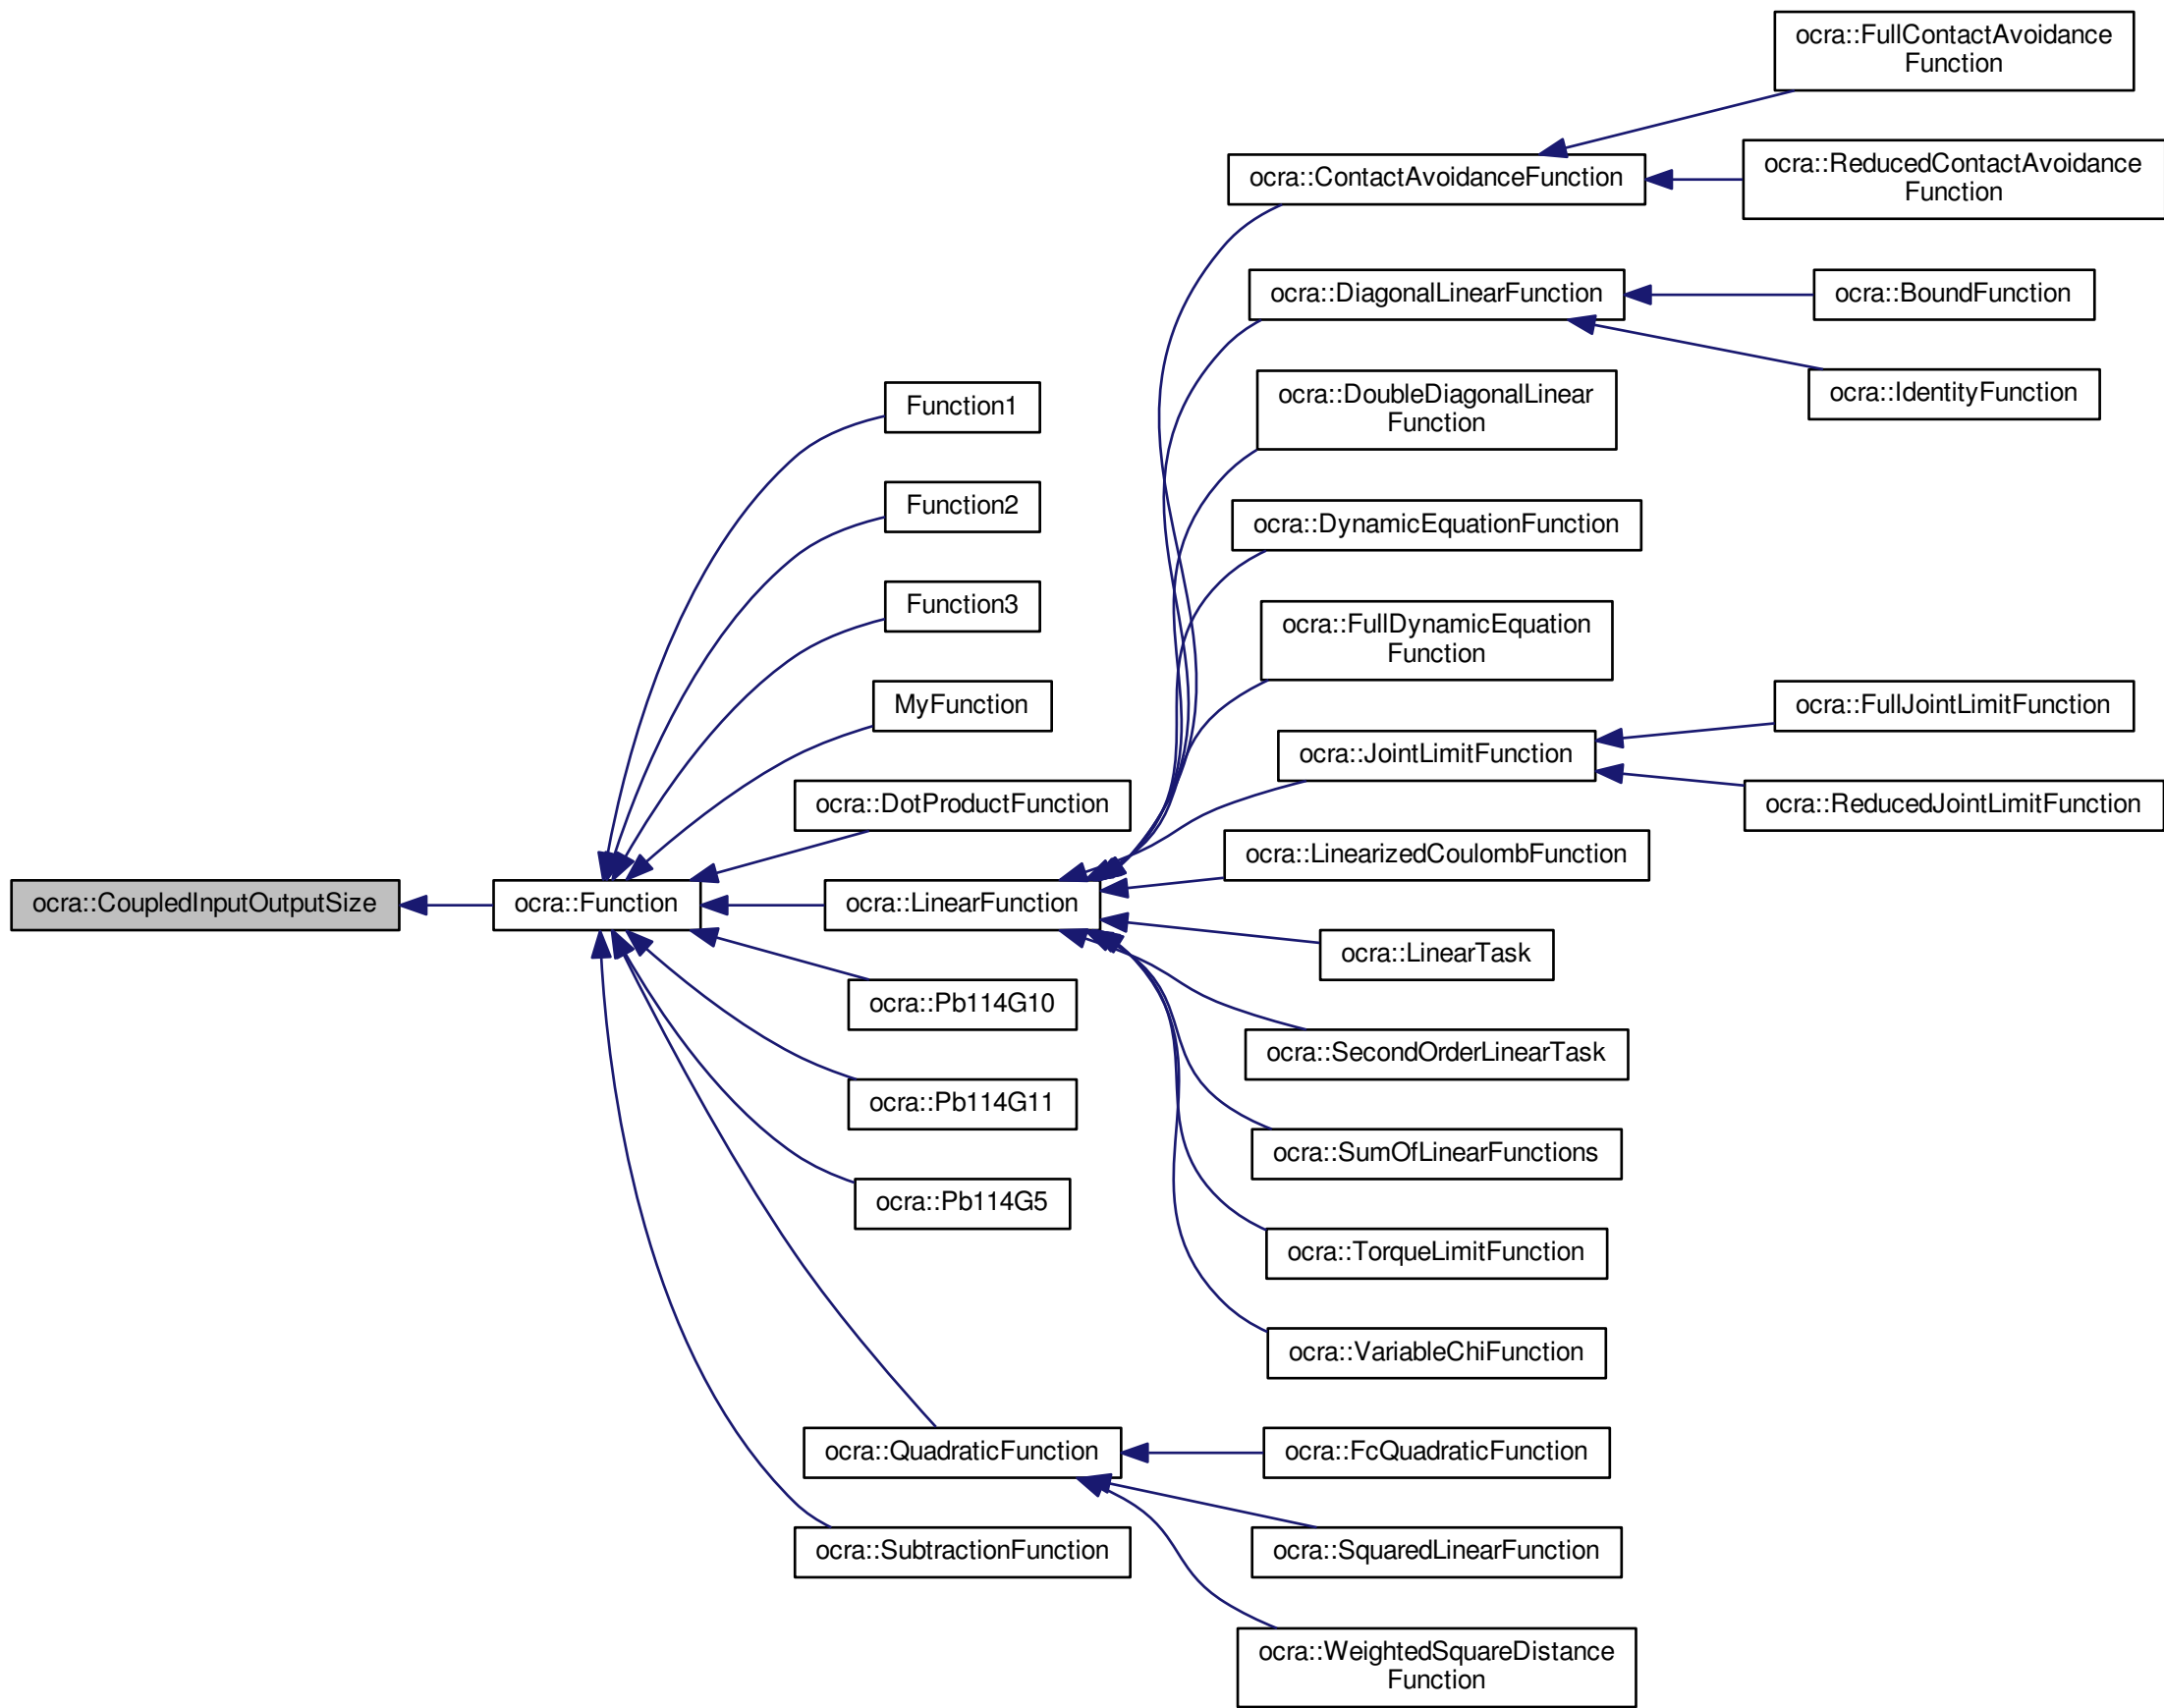 ocra::FullContactAvoidance
Function
ocra::ContactAvoidanceFunction
ocra::ReducedContactAvoidance
Function
ocra::DiagonalLinearFunction
ocra::BoundFunction
ocra::IdentityFunction
ocra::DoubleDiagonalLinear
Function
Function1
Function2
ocra::DynamicEquationFunction
Function3
ocra::FullDynamicEquation
Function
MyFunction
ocra::FullJointLimitFunction
ocra::JointLimitFunction
ocra::ReducedJointLimitFunction
ocra::DotProductFunction
ocra::LinearizedCoulombFunction
ocra::CoupledInputOutputSize
ocra::Function
ocra::LinearFunction
ocra::LinearTask
ocra::Pb114G10
ocra::SecondOrderLinearTask
ocra::Pb114G11
ocra::SumOfLinearFunctions
ocra::Pb114G5
ocra::TorqueLimitFunction
ocra::VariableChiFunction
ocra::QuadraticFunction
ocra::FcQuadraticFunction
ocra::SubtractionFunction
ocra::SquaredLinearFunction
ocra::WeightedSquareDistance
Function